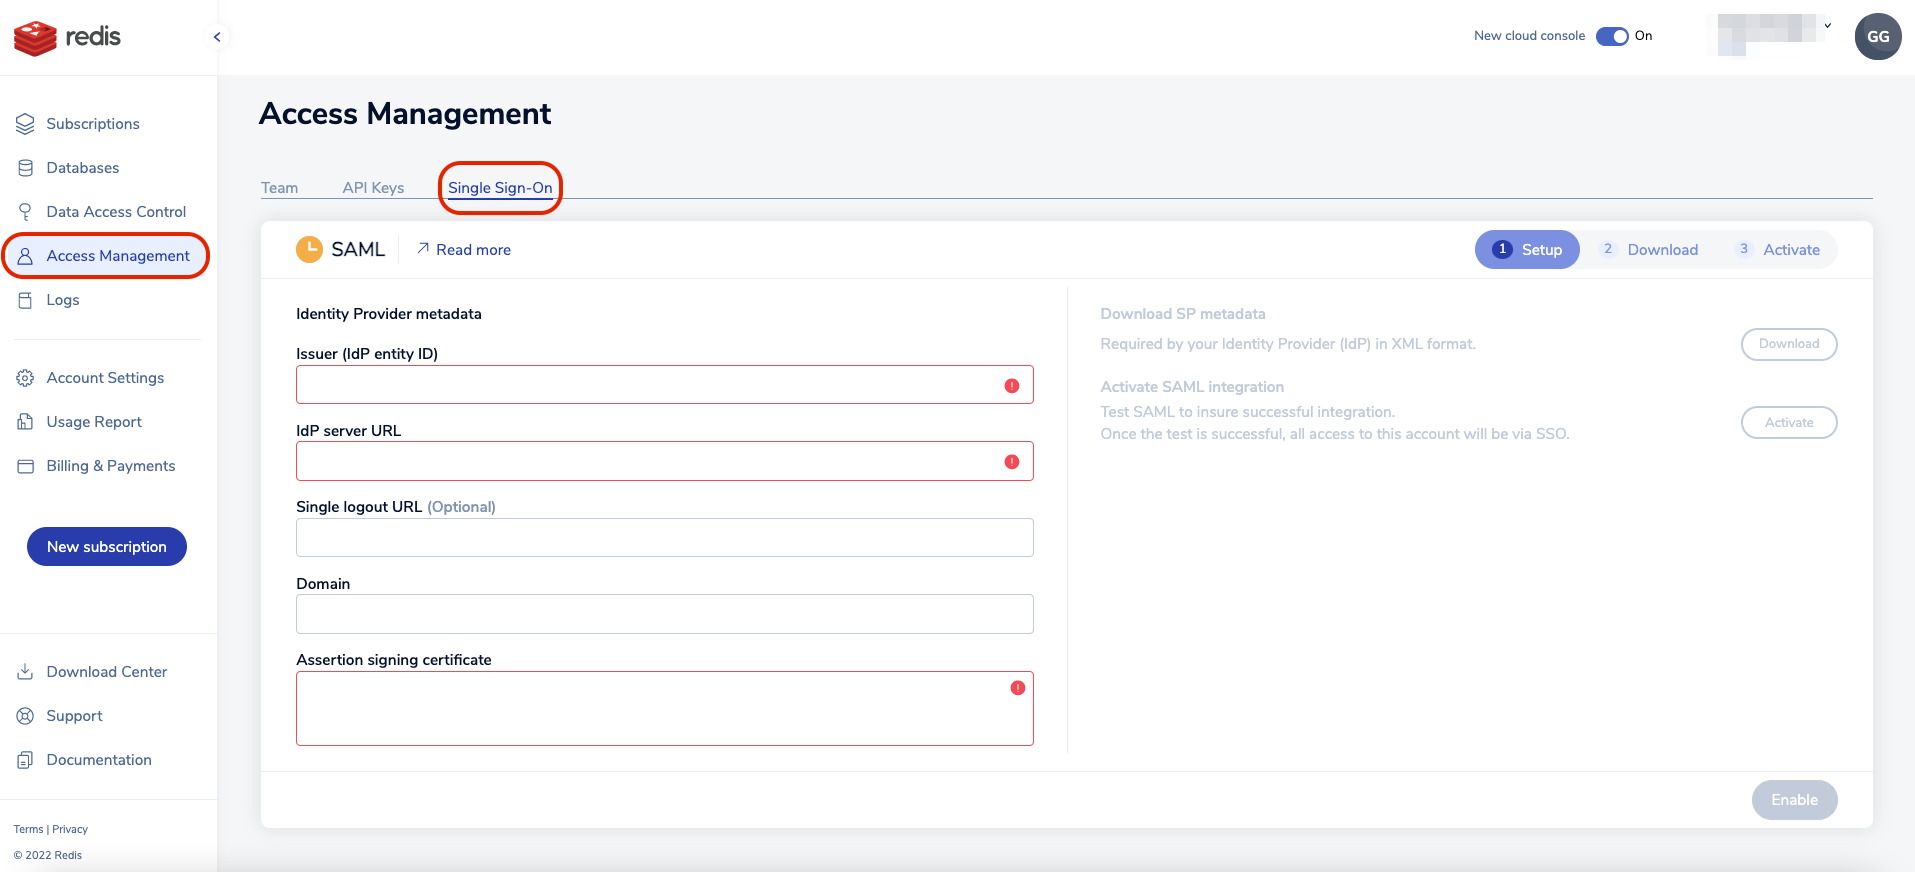 redis
New cloud console On
GG
Subscriptions
Databases
Data Access Control
Access Management
Logs
Account Settings
Usage Report
Billing & Payments
New subscription
Download Center
Support
Documentation
Terms | Privacy
© 2022 Redis
Access Management
Team API Keys Single Sign-On
SAML Read more
1 Setup 2 Download 3 Activate
Identity Provider metadata
Issuer (IdP entity ID)
!
IdP server URL
!
Single logout URL (Optional)
Domain
Assertion signing certificate
!
Download SP metadata
Required by your Identity Provider (IdP) in XML format.
Download
Activate SAML integration
Test SAML to insure successful integration.
Once the test is successful, all access to this account will be via SSO.
Activate
Enable